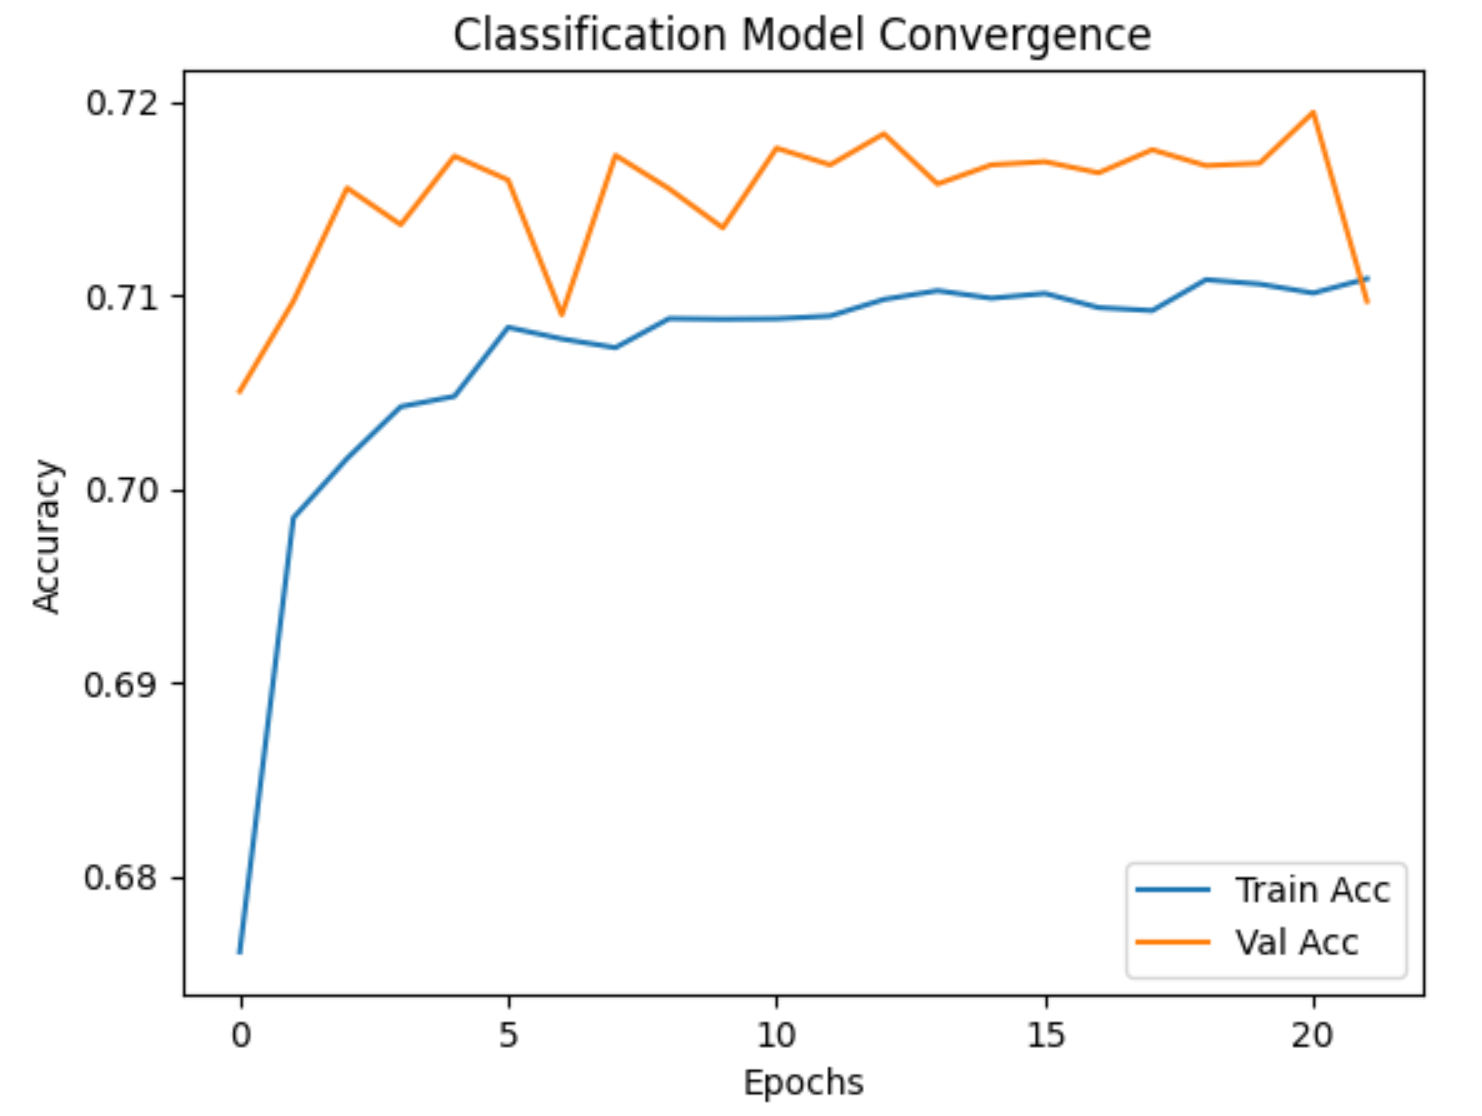 Classification Model Convergence
0.72
0.71
0.70
0.69
0.68
Accuracy
Train Acc
Val Acc
0 5 10 15 20
Epochs